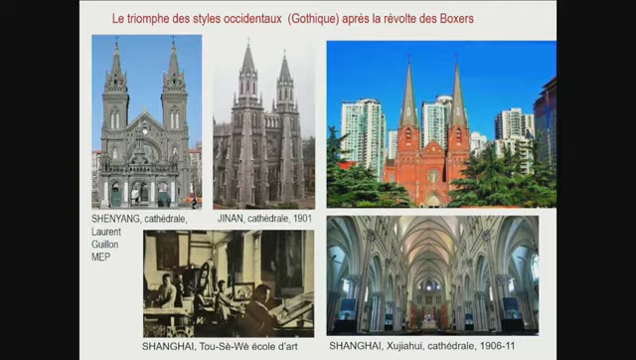 Le triomphe des styles occidentaux (Gothique) après la révolte des Boxers
SHENYANG, cathédrale,
Laurent
Guillon
MEP
JINAN, cathédrale, 1901
SHANGHAI, Tou-Sè-Wè école d'art
SHANGHAI, Xujiahui, cathédrale, 1906-11